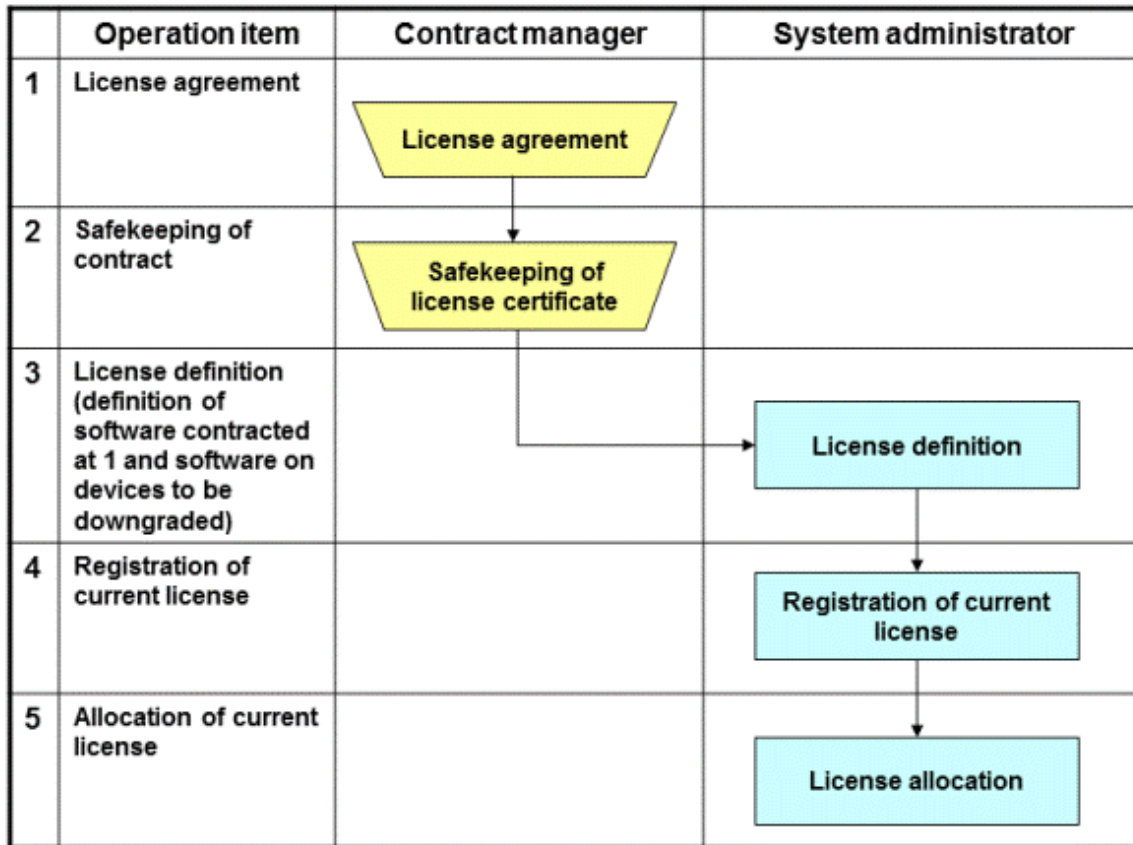 Operation item
Contract manager
System administrator
1
License agreement
License agreement
2
Safekeeping of
contract
Safekeeping of
license certificate
3
License definition
(definition of
software contracted
at 1 and software on
devices to be
downgraded)
License definition
4
Registration of
current license
Registration of current
license
5
Allocation of current
license
License allocation